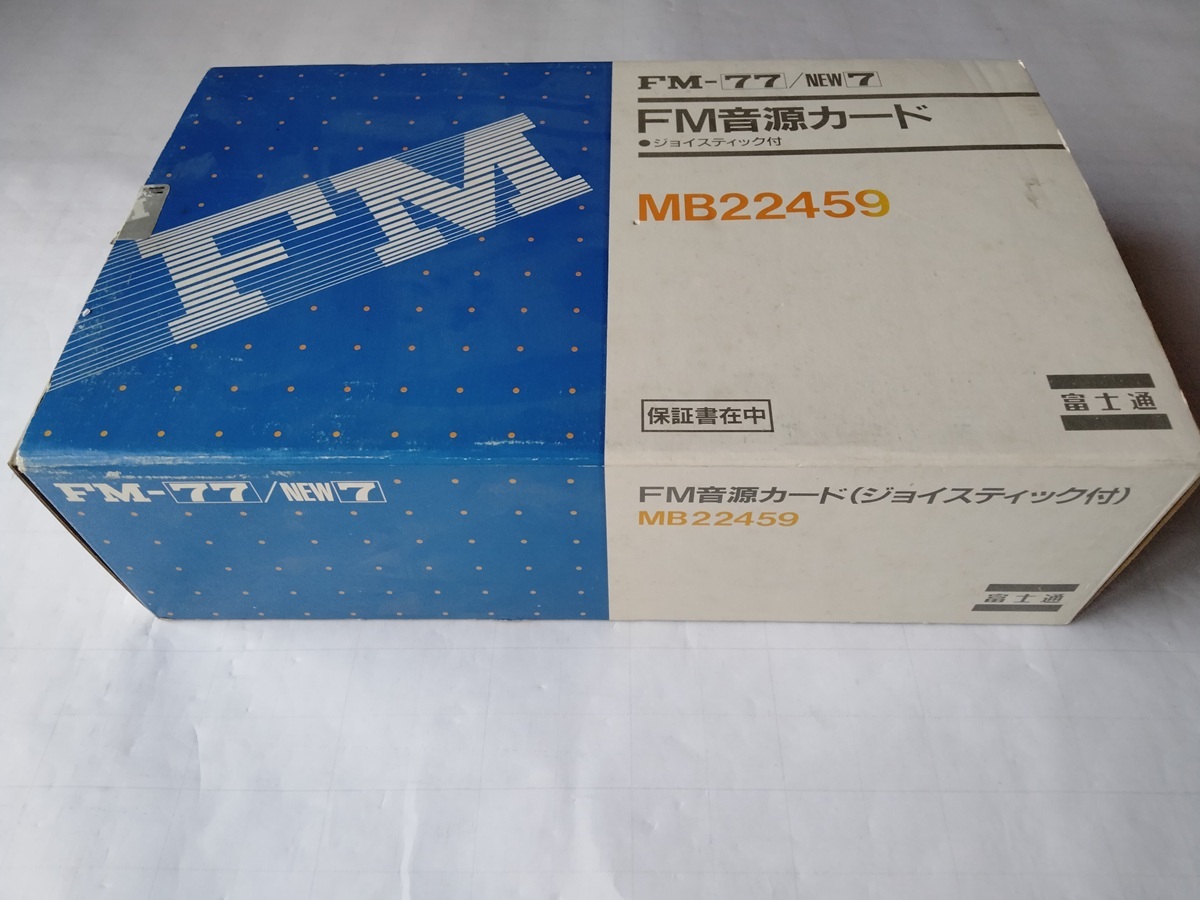 FM
FM-77/NEW7
FM音源カード
●ジョイスティック付
MB22459
保証書在中
富士通
FM-77/NEW7
FM音源カード(ジョイスティック付)
MB22459
富士通